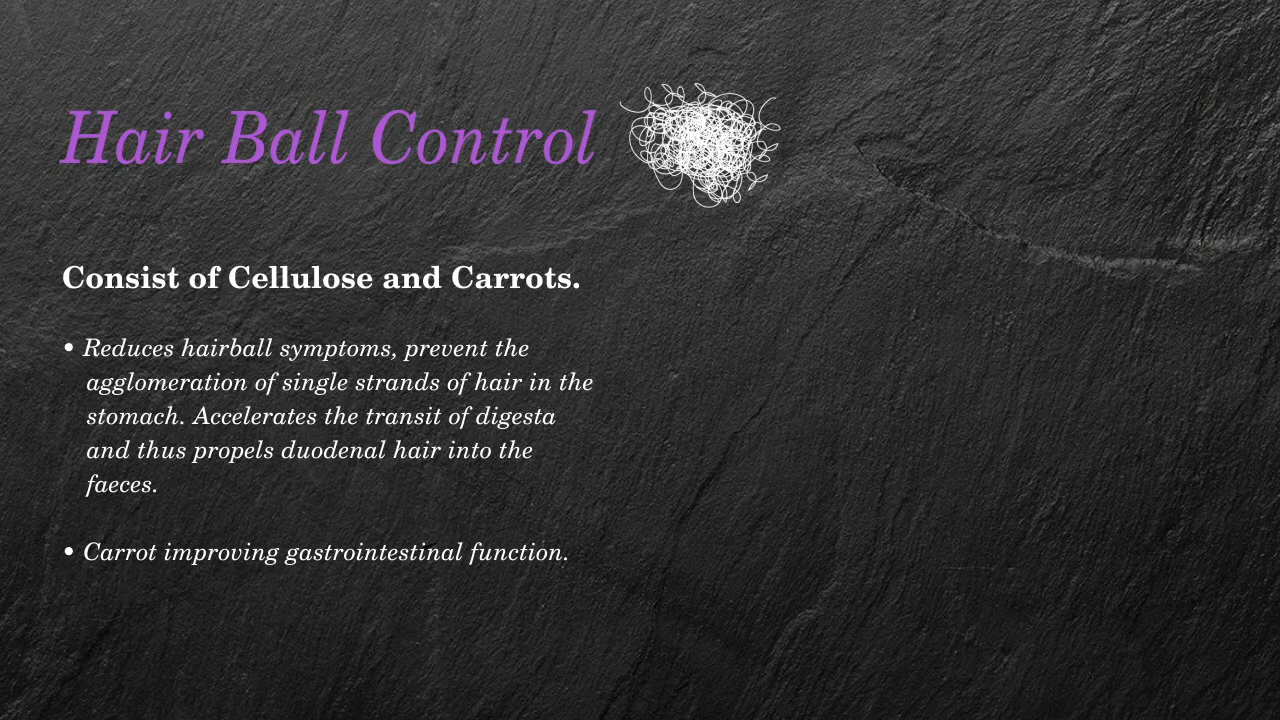 Hair Ball Control
Consist of Cellulose and Carrots.
• Reduces hairball symptoms, prevent the
agglomeration of single strands of hair in the
stomach. Accelerates the transit of digesta
and thus propels duodenal hair into the
faeces.
• Carrot improving gastrointestinal function.